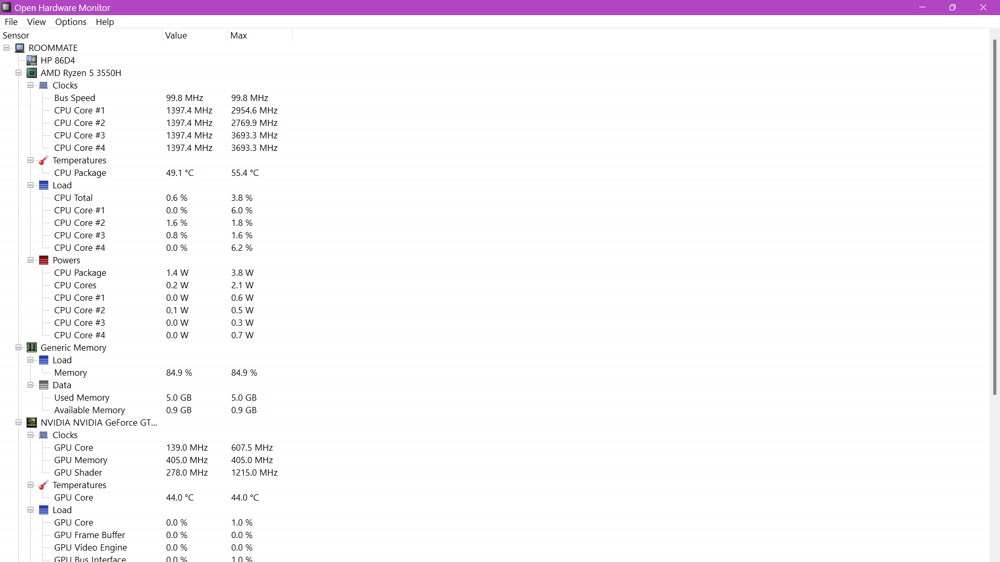 Open Hardware Monitor
File View Options Help
Sensor Value Max
ROOMMATE
HP 86D4
AMD Ryzen 5 3550H
Clocks
Bus Speed 99.8 MHz 99.8 MHz
CPU Core #1 1397.4 MHz 2954.6 MHz
CPU Core #2 1397.4 MHz 2769.9 MHz
CPU Core #3 1397.4 MHz 3693.3 MHz
CPU Core #4 1397.4 MHz 3693.3 MHz
Temperatures
CPU Package 49.1 °C 55.4 °C
Load
CPU Total 0.6 % 3.8 %
CPU Core #1 0.0 % 6.0 %
CPU Core #2 1.6 % 1.8 %
CPU Core #3 0.8 % 1.6 %
CPU Core #4 0.0 % 6.2 %
Powers
CPU Package 1.4 W 3.8 W
CPU Cores 0.2 W 2.1 W
CPU Core #1 0.0 W 0.6 W
CPU Core #2 0.1 W 0.5 W
CPU Core #3 0.0 W 0.3 W
CPU Core #4 0.0 W 0.7 W
Generic Memory
Load
Memory 84.9 % 84.9 %
Data
Used Memory 5.0 GB 5.0 GB
Available Memory 0.9 GB 0.9 GB
NVIDIA NVIDIA GeForce GT...
Clocks
GPU Core 139.0 MHz 607.5 MHz
GPU Memory 405.0 MHz 405.0 MHz
GPU Shader 278.0 MHz 1215.0 MHz
Temperatures
GPU Core 44.0 °C 44.0 °C
Load
GPU Core 0.0 % 1.0 %
GPU Frame Buffer 0.0 % 0.0 %
GPU Video Engine 0.0 % 0.0 %
GPU Bus Interface 0.0 % 1.0 %